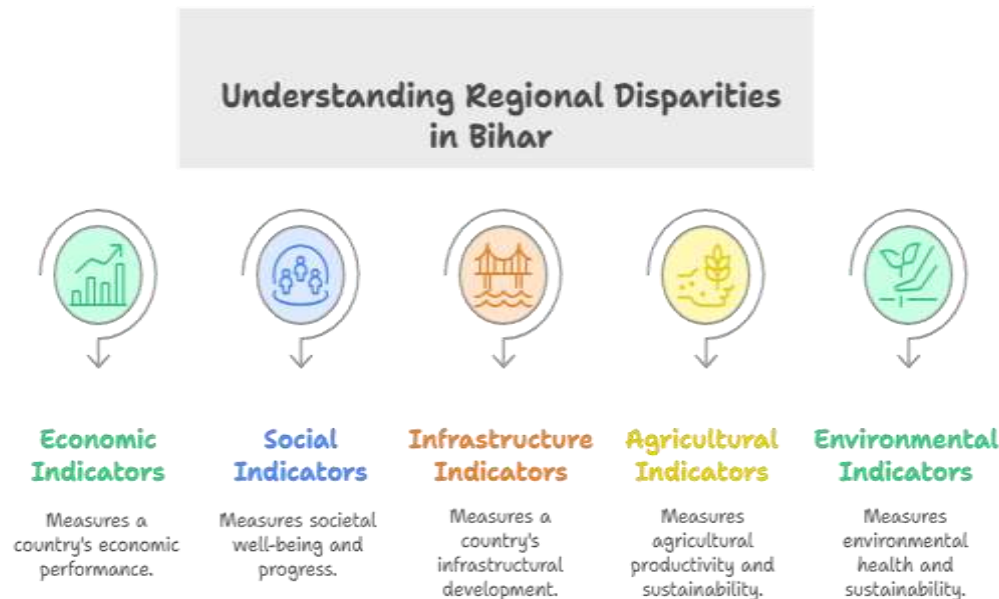 Understanding Regional Disparities
in Bihar
Economic
Indicators
Measures a
country's economic
performance.
Social
Indicators
Measures societal
well-being and
progress.
Infrastructure
Indicators
Measures a
country's
infrastructural
development.
Agricultural
Indicators
Measures
agricultural
productivity and
sustainability.
Environmental
Indicators
Measures
environmental
health and
sustainability.